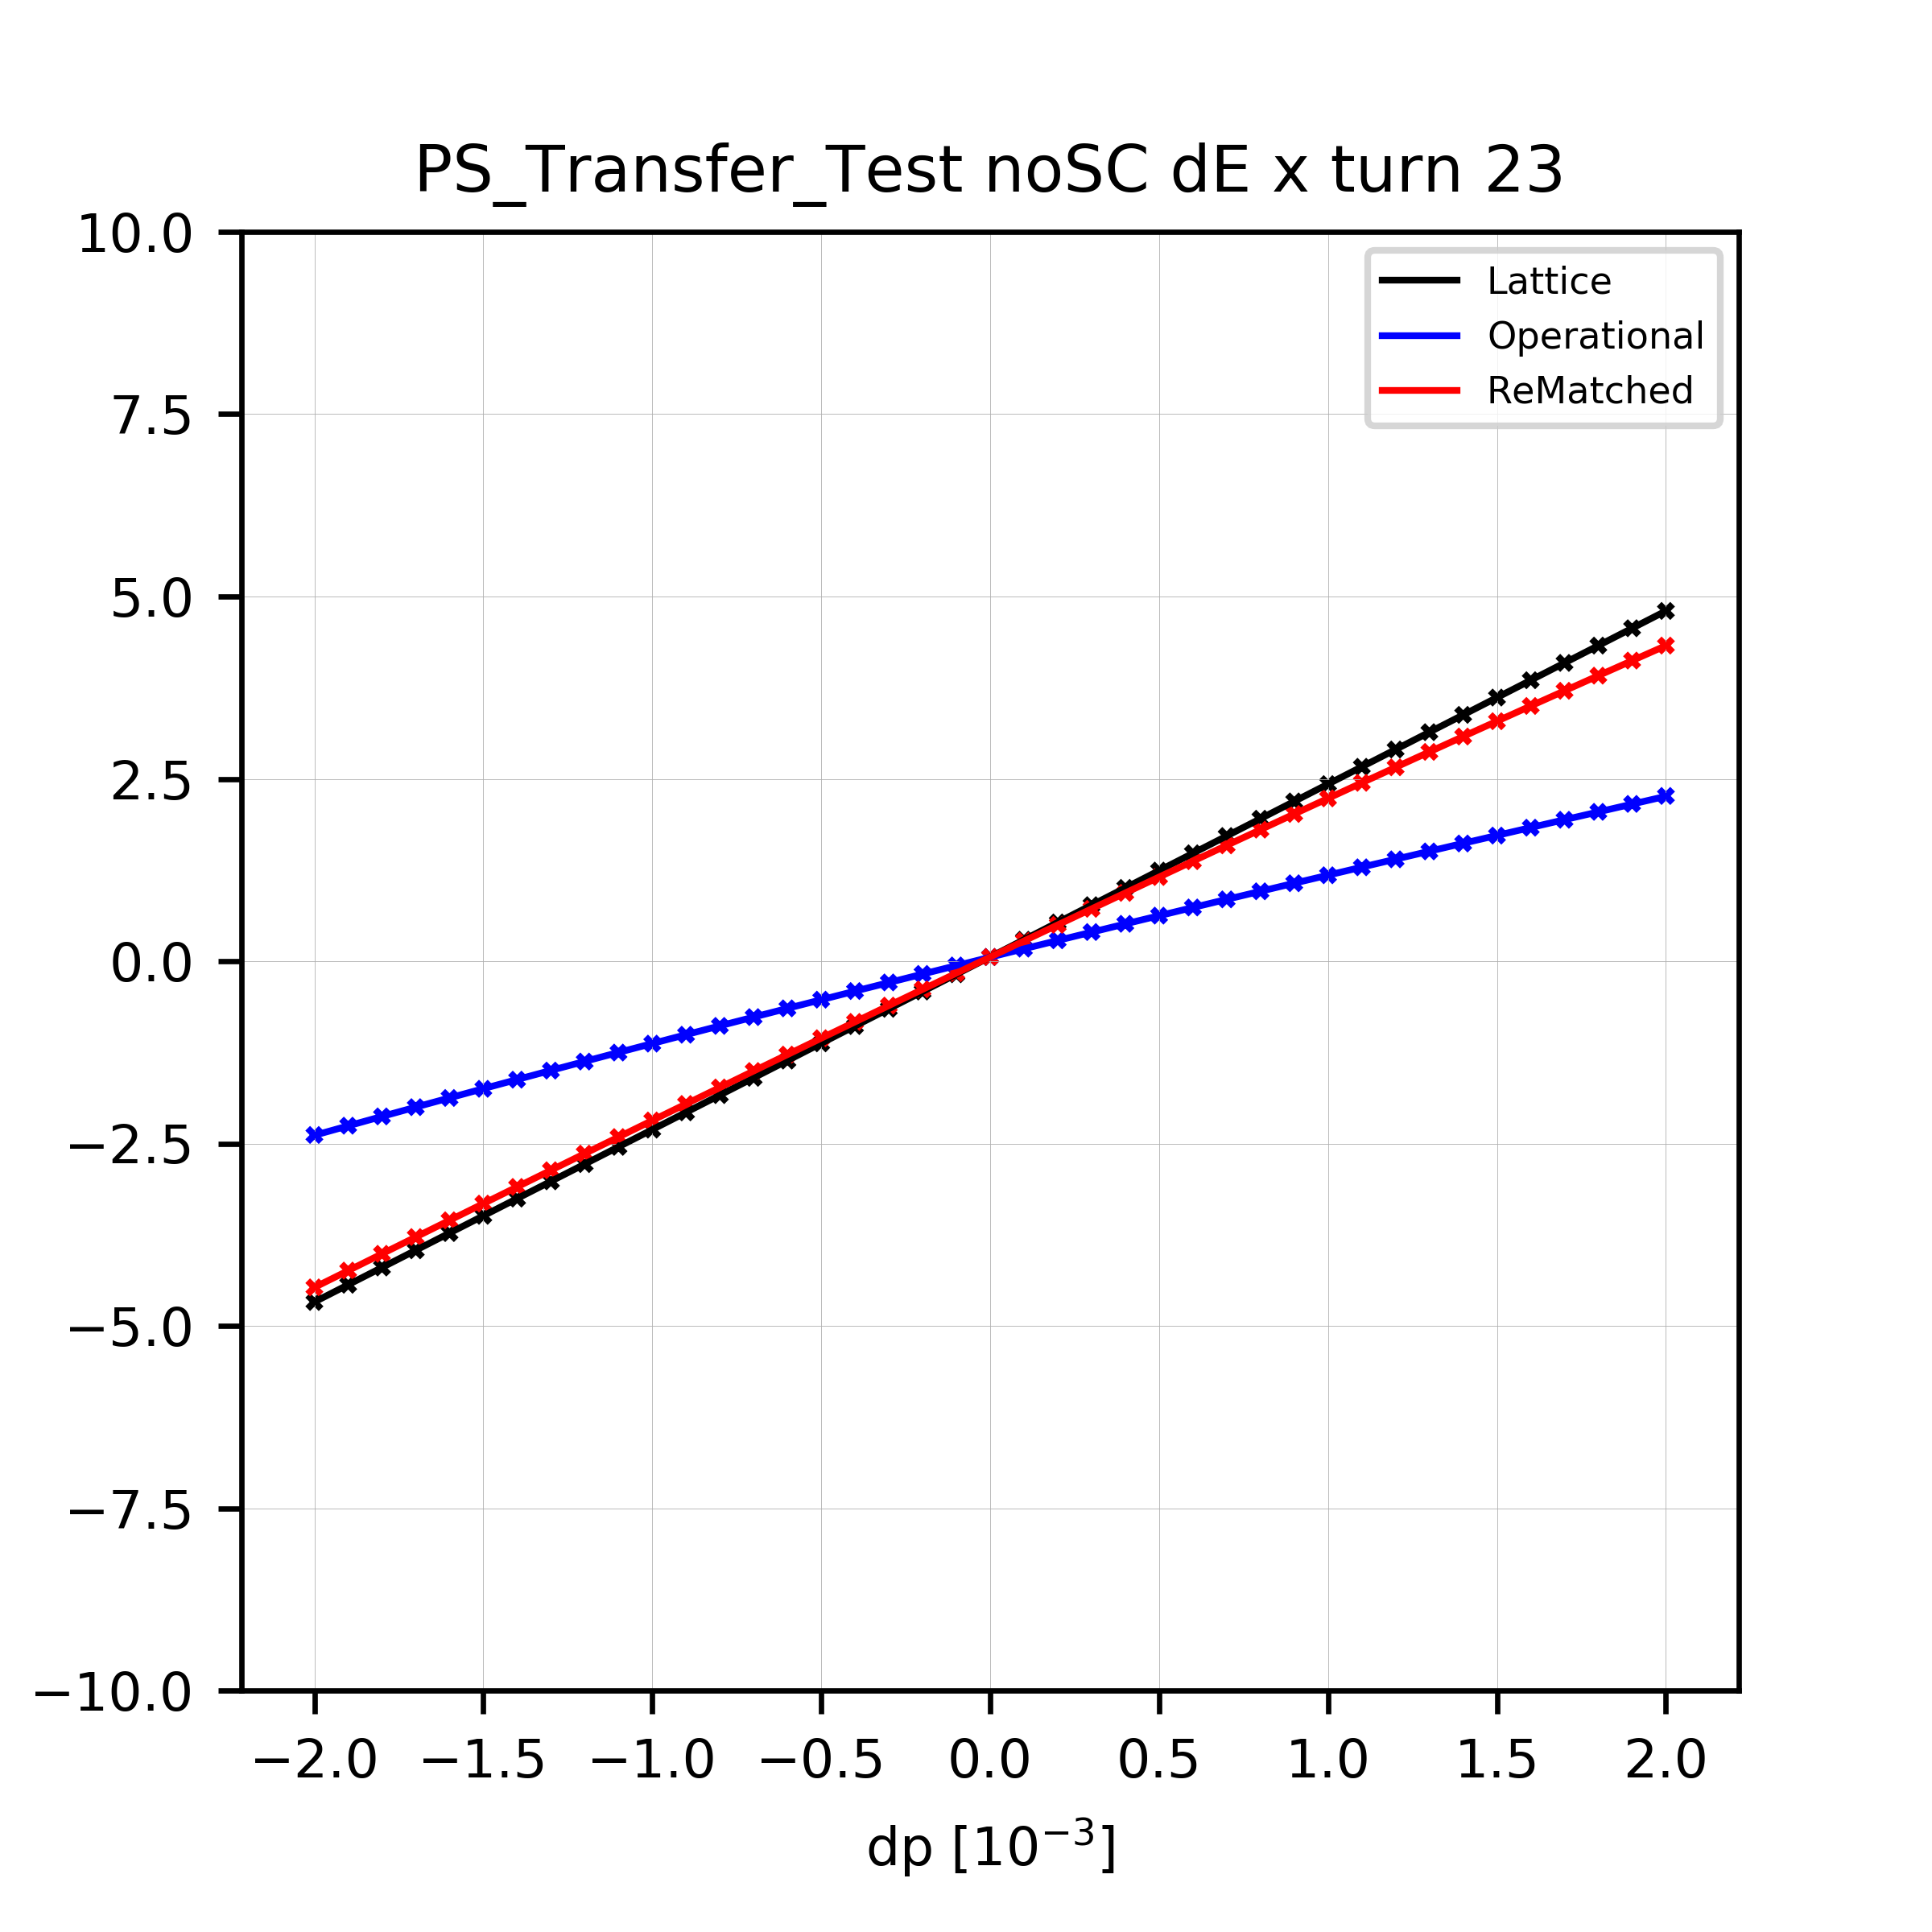 PS_Transfer_Test noSC dE x turn 23
10.0
7.5
5.0
2.5
0.0
−2.5
−5.0
−7.5
−10.0
Lattice
Operational
ReMatched
−2.0 −1.5 −1.0 −0.5 0.0 0.5 1.0 1.5 2.0
dp [10⁻³]